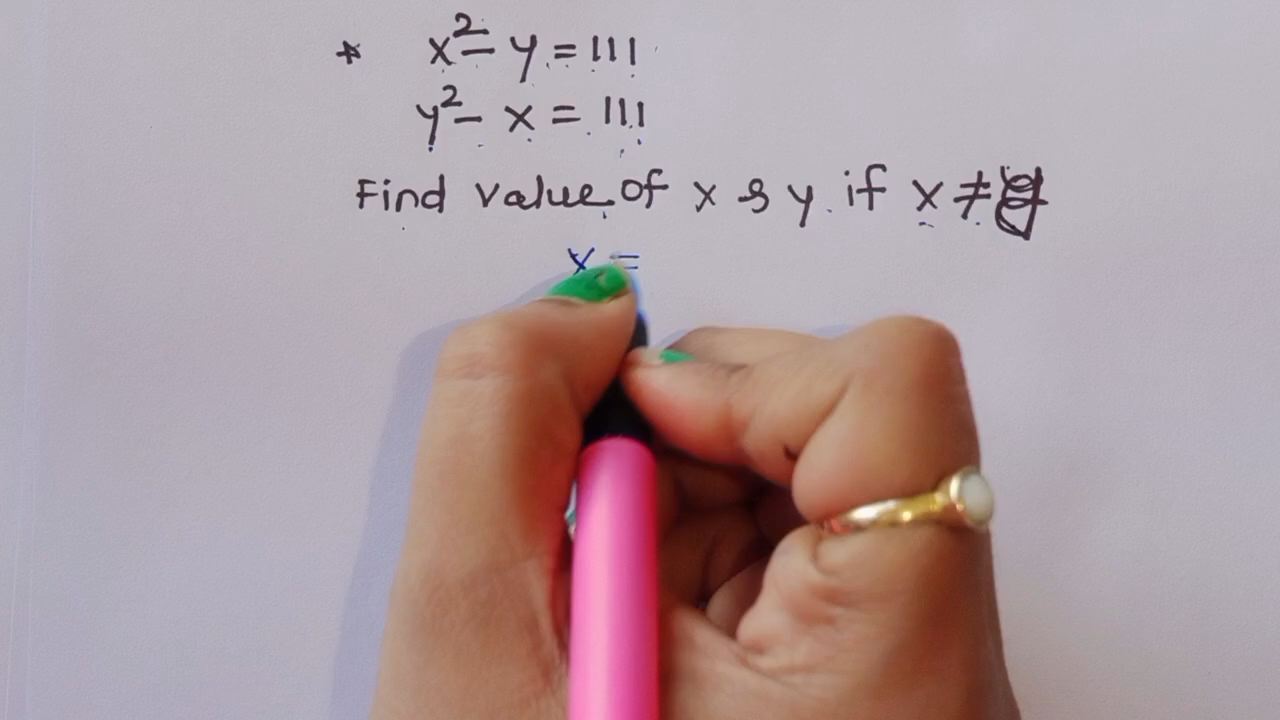 * x² - y = 111
y² - x = 111
Find value of x & y if x ≠ y
x =